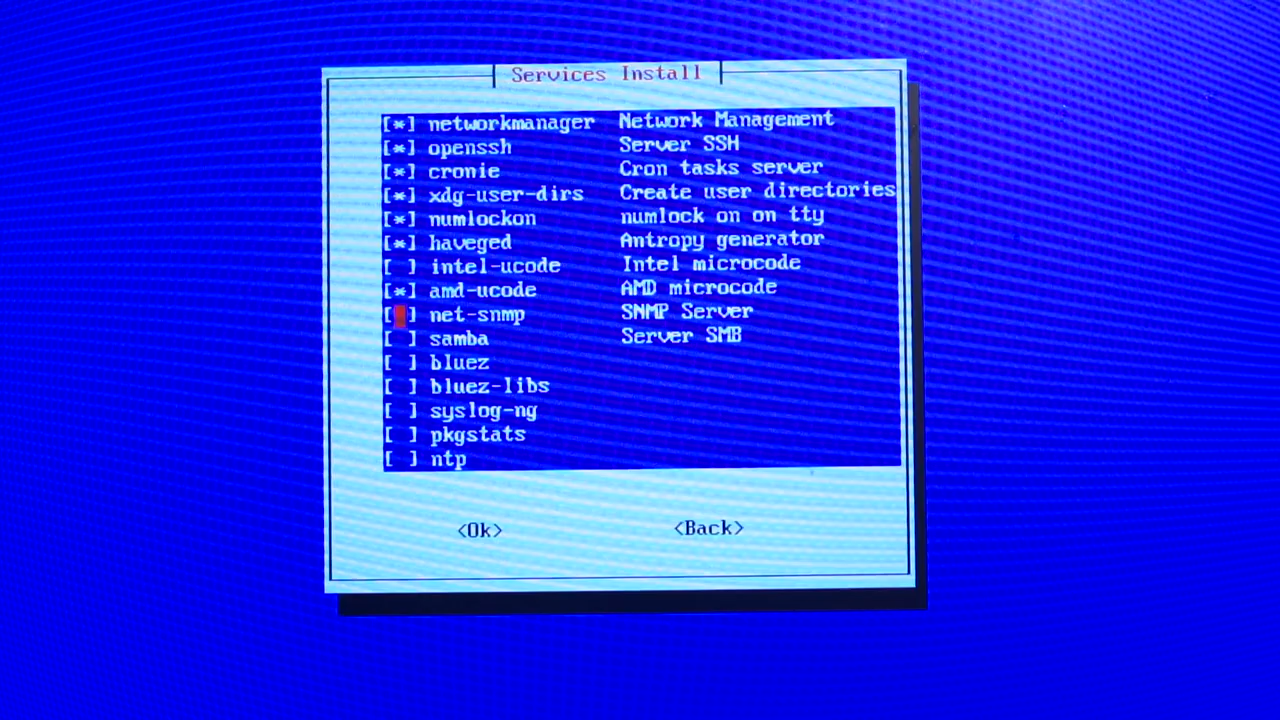 Services Install
[*] networkmanager Network Management
[*] openssh Server SSH
[*] cronie Cron tasks server
[*] xdg-user-dirs Create user directories
[*] numlockon numlock on on tty
[*] haveged Antropy generator
[ ] intel-ucode Intel microcode
[*] amd-ucode AMD microcode
[ ] net-snmp SNMP Server
[ ] samba Server SMB
[ ] bluez
[ ] bluez-libs
[ ] syslog-ng
[ ] pkgstats
[ ] ntp
<Ok> <Back>